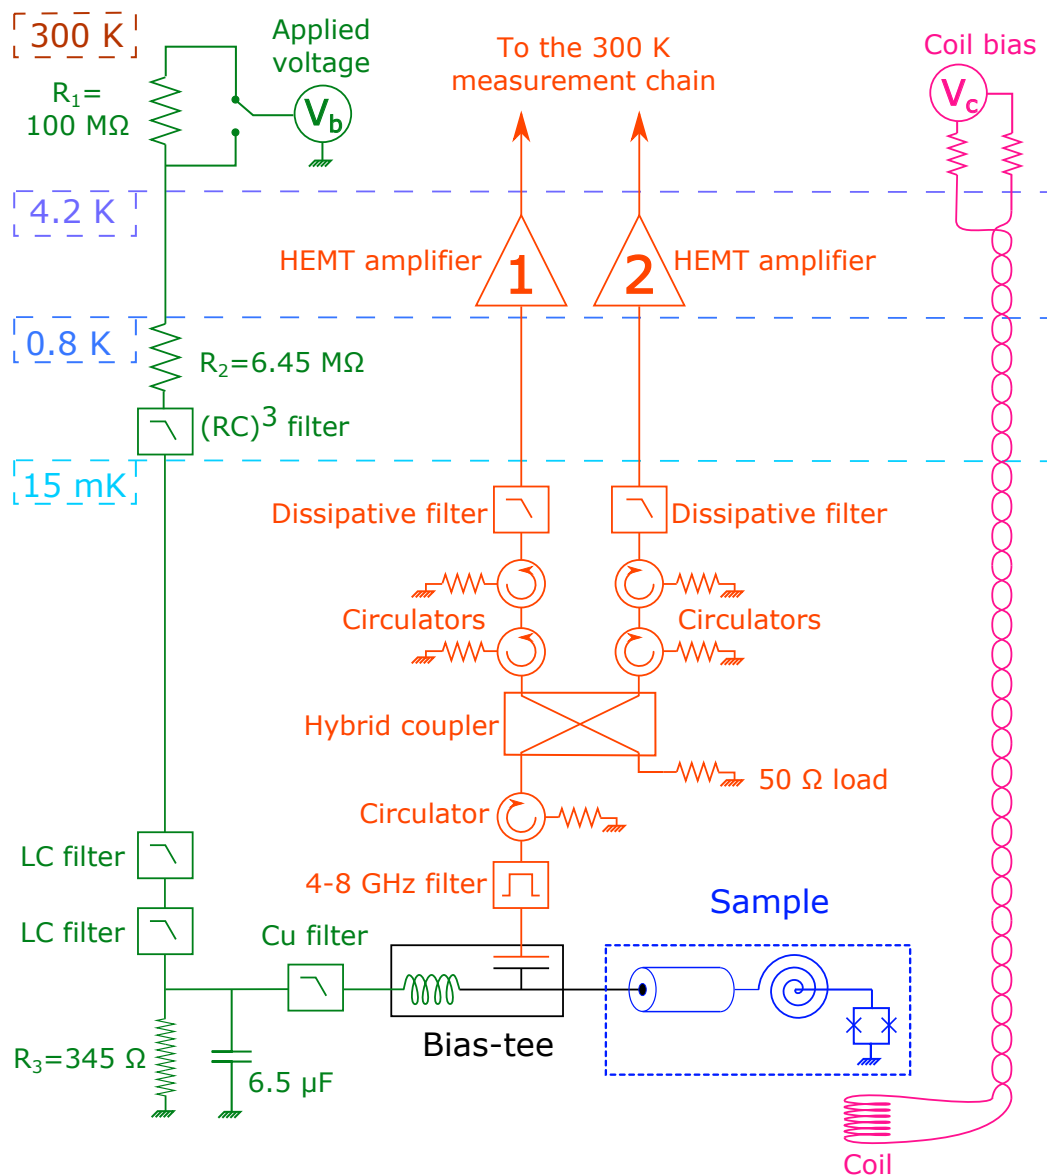 300 K
Applied
voltage
R₁=
100 MΩ
V_b
To the 300 K
measurement chain
Coil bias
V_c
4.2 K
HEMT amplifier
1
2
HEMT amplifier
0.8 K
R₂=6.45 MΩ
(RC)³ filter
15 mK
Dissipative filter
Dissipative filter
Circulators
Circulators
Hybrid coupler
50 Ω load
Circulator
LC filter
4-8 GHz filter
Sample
LC filter
Cu filter
Bias-tee
R₃=345 Ω
6.5 µF
Coil